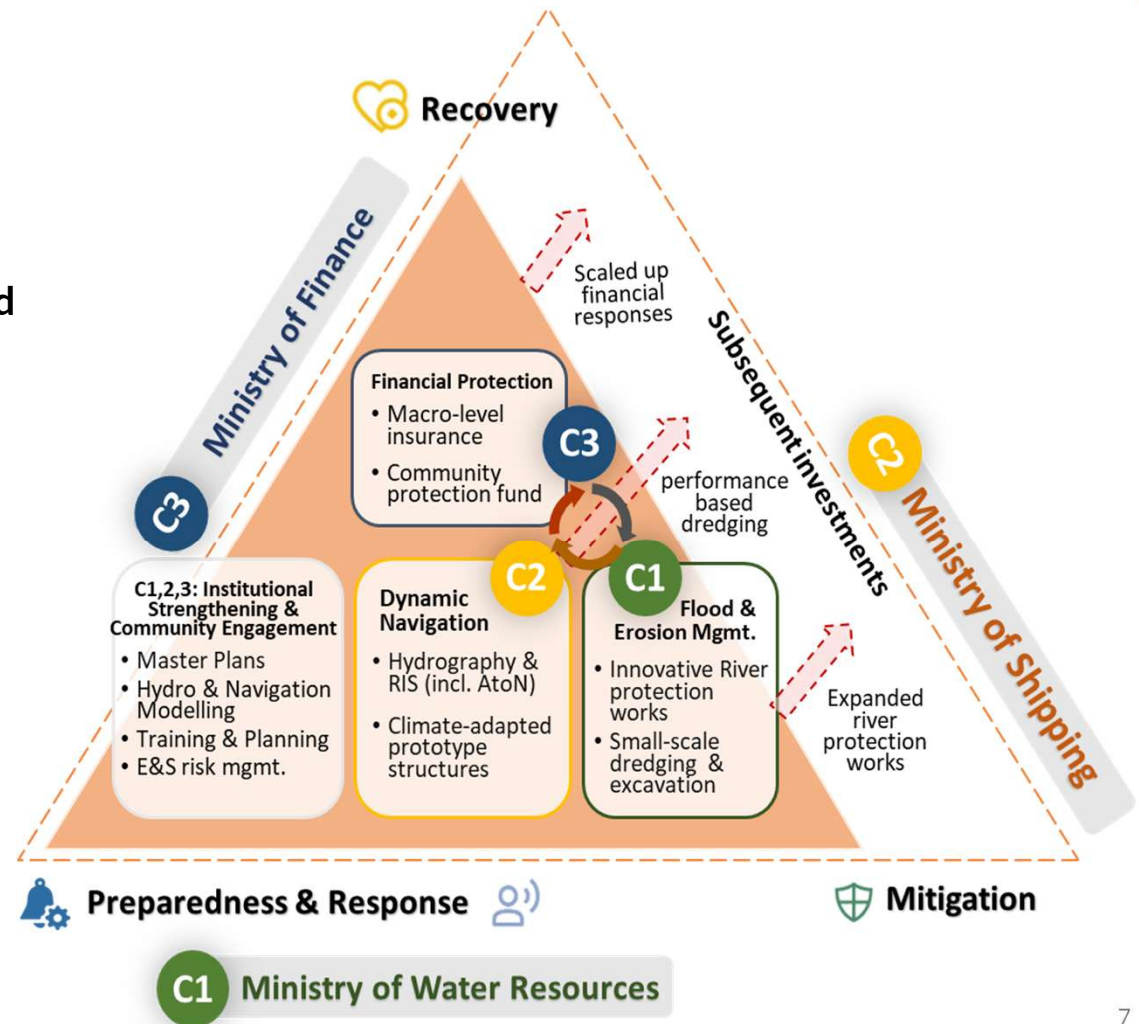 Recovery
d
Ministry of Finance
C3
Scaled up
financial
responses
Subsequent investments
C2
Ministry of Shipping
Financial Protection
• Macro-level
insurance
• Community
protection fund
C3
performance
based
dredging
C1,2,3: Institutional
Strengthening &
Community Engagement
• Master Plans
• Hydro & Navigation
Modelling
• Training & Planning
• E&S risk mgmt.
C2
Dynamic
Navigation
• Hydrography &
RIS (incl. AtoN)
• Climate-adapted
prototype
structures
C1
Flood &
Erosion Mgmt.
• Innovative River
protection
works
• Small-scale
dredging &
excavation
Expanded
river
protection
works
Preparedness & Response
Mitigation
C1
Ministry of Water Resources
7